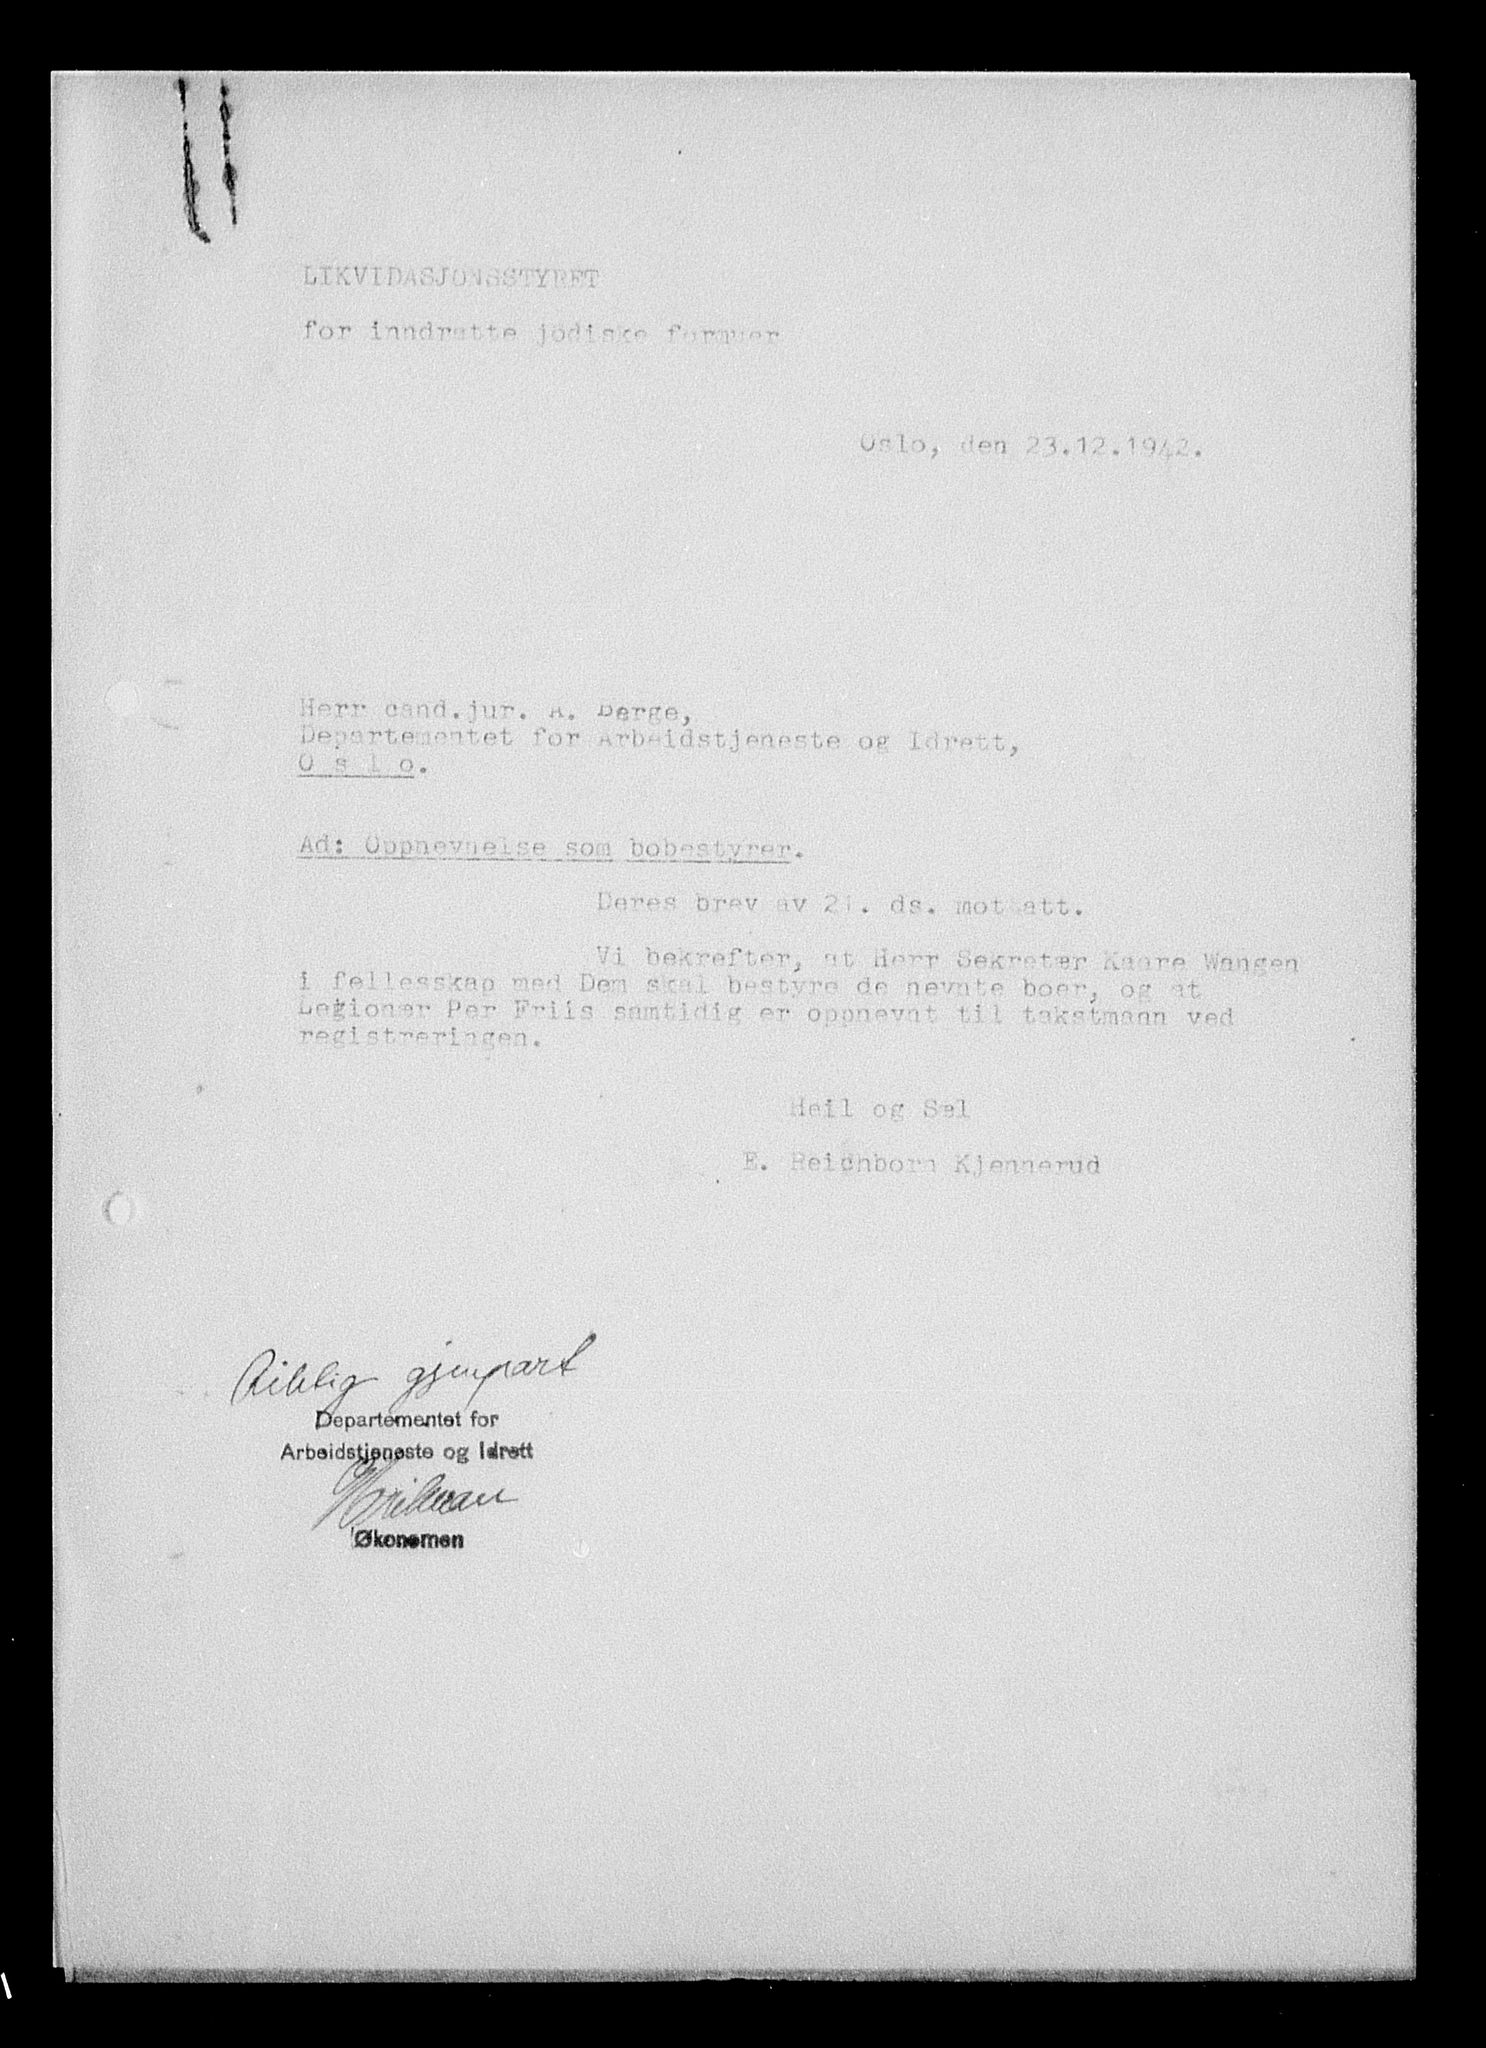 LIKVIDASJONSSTYRET
for inndratte jödiske formuer
Oslo, den 23.12.1942.
Herr cand.jur. A. Berge,
Departementet for Arbeidstjeneste og Idrett,
O s l o.
Ad: Oppnevnelse som bobestyrer.
Deres brev av 21. ds. mottatt.
Vi bekrefter, at Herr Sekretær Kaare Wangen
i fellesskap med Dem skal bestyre de nevnte boer, og at
Legionær Per Friis samtidig er oppnevnt til takstmann ved
registreringen.
Heil og Sæl
E. Reichborn Kjennerud
Riktig gjenpart
Departementet for
Arbeidstjeneste og Idrett
Økonomen